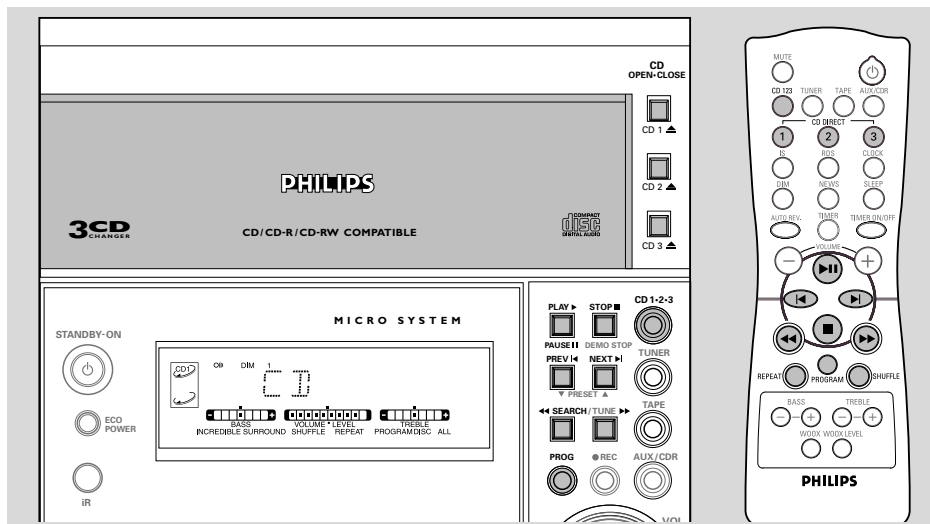 CD
OPEN•CLOSE
CD 1
CD 2
CD 3
PHILIPS
3CD
CHANGER
CD/CD-R/CD-RW COMPATIBLE
COMPACT
disc
DIGITAL AUDIO
MICRO SYSTEM
STANDBY-ON
ECO
POWER
iR
CD1
DIM 1
CD
BASS VOLUME LEVEL TREBLE
INCREDIBLE SURROUND SHUFFLE REPEAT PROGRAM DISC ALL
PLAY ▶ STOP ■ CD 1•2•3
PAUSE II DEMO STOP
PREV NEXT TUNER
▼ PRESET ▲
TAPE
◀◀ SEARCH/TUNE ▶▶
PROG ●REC AUX/CDR
VOL
MUTE
CD 123 TUNER TAPE AUX/CDR
CD DIRECT
1 2 3
IS RDS CLOCK
DIM NEWS SLEEP
AUTO REV. TIMER TIMER ON/OFF
VOLUME
REPEAT PROGRAM SHUFFLE
BASS TREBLE
− + − +
WOOX WOOX LEVEL
PHILIPS